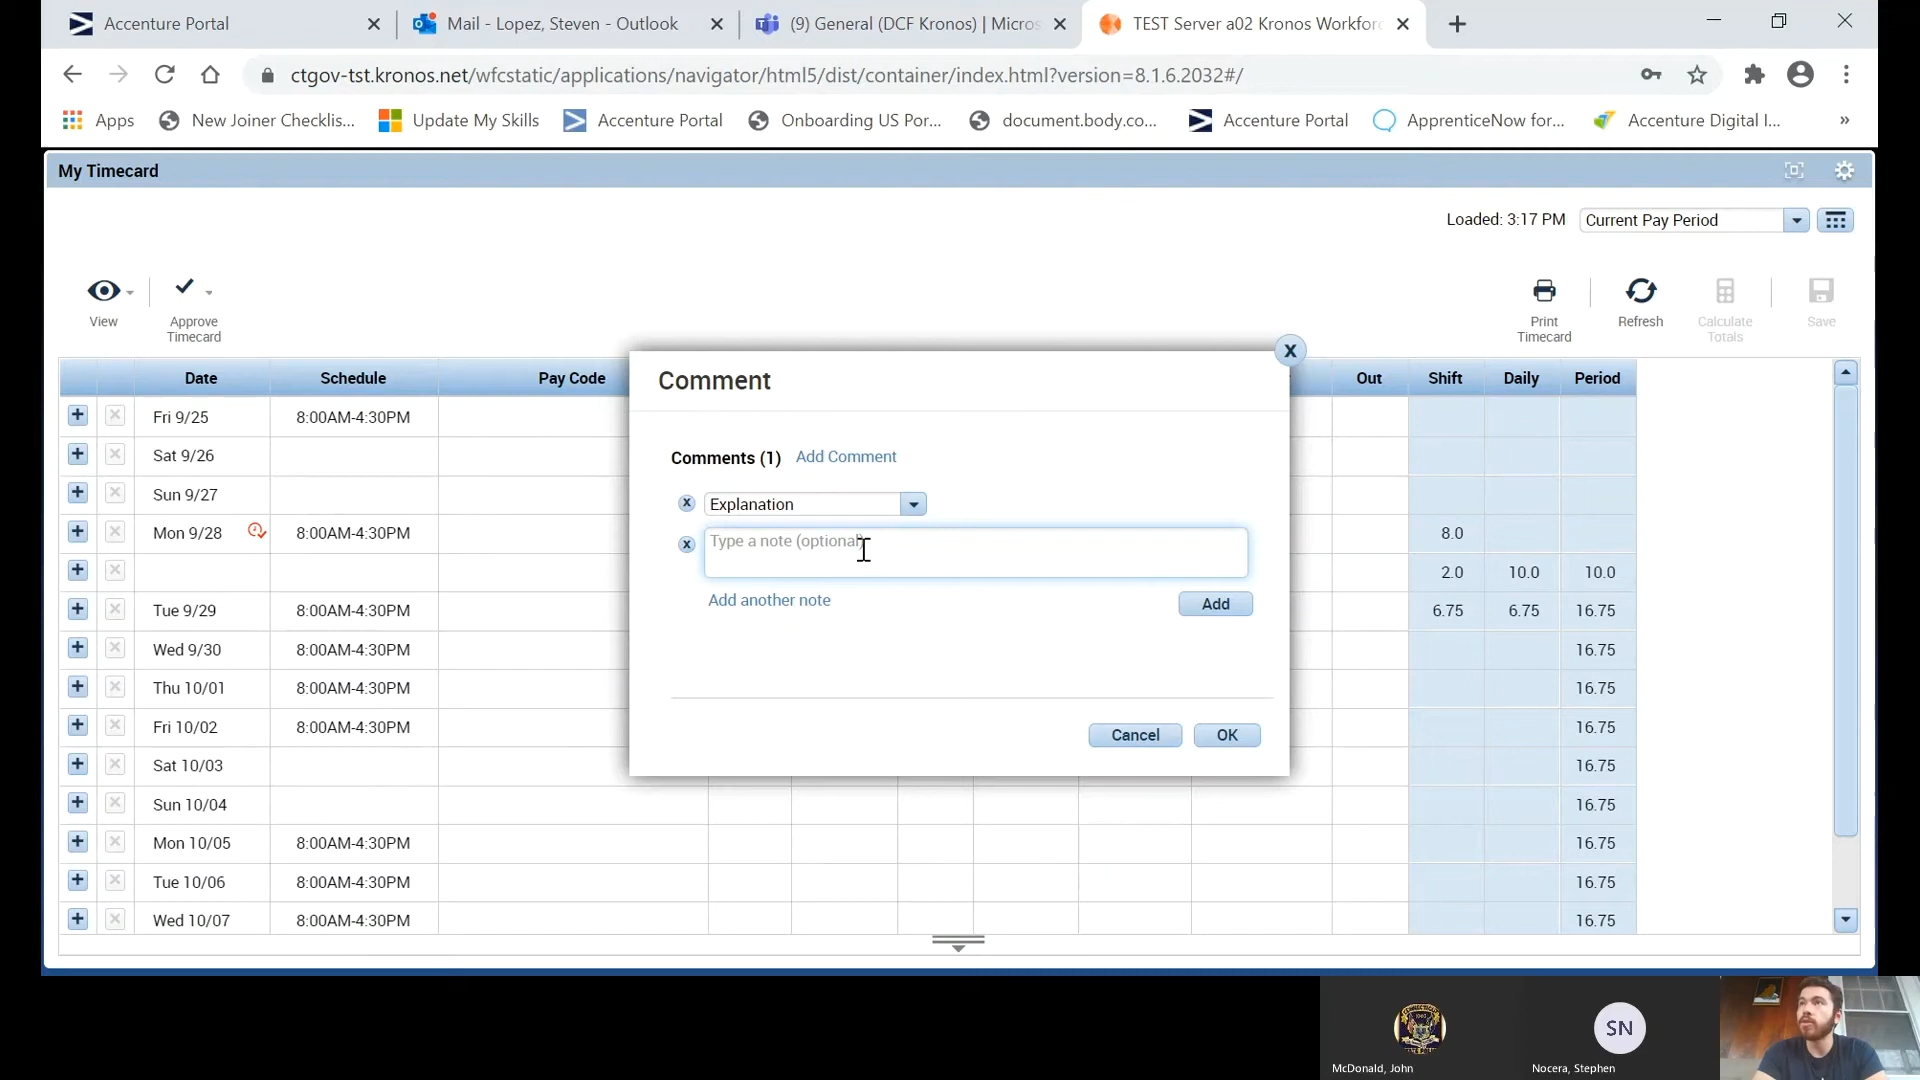 Accenture Portal
Mail - Lopez, Steven - Outlook
(9) General (DCF Kronos) | Micros
TEST Server a02 Kronos Workforc
ctgov-tst.kronos.net/wfcstatic/applications/navigator/html5/dist/container/index.html?version=8.1.6.2032#/
Apps New Joiner Checklis... Update My Skills Accenture Portal Onboarding US Por... document.body.co... Accenture Portal ApprenticeNow for... Accenture Digital I... »
My Timecard
Loaded: 3:17 PM Current Pay Period
View
Approve
Timecard
Print
Timecard
Refresh
Calculate
Totals
Save
Date Schedule Pay Code Out Shift Daily Period
Fri 9/25 8:00AM-4:30PM
Sat 9/26
Sun 9/27
Mon 9/28 8:00AM-4:30PM 8.0
2.0 10.0 10.0
Tue 9/29 8:00AM-4:30PM 6.75 6.75 16.75
Wed 9/30 8:00AM-4:30PM 16.75
Thu 10/01 8:00AM-4:30PM 16.75
Fri 10/02 8:00AM-4:30PM 16.75
Sat 10/03 16.75
Sun 10/04 16.75
Mon 10/05 8:00AM-4:30PM 16.75
Tue 10/06 8:00AM-4:30PM 16.75
Wed 10/07 8:00AM-4:30PM 16.75
Comment
X
Comments (1) Add Comment
Explanation
Type a note (optional)
Add another note
Add
Cancel OK
SN
McDonald, John
Nocera, Stephen